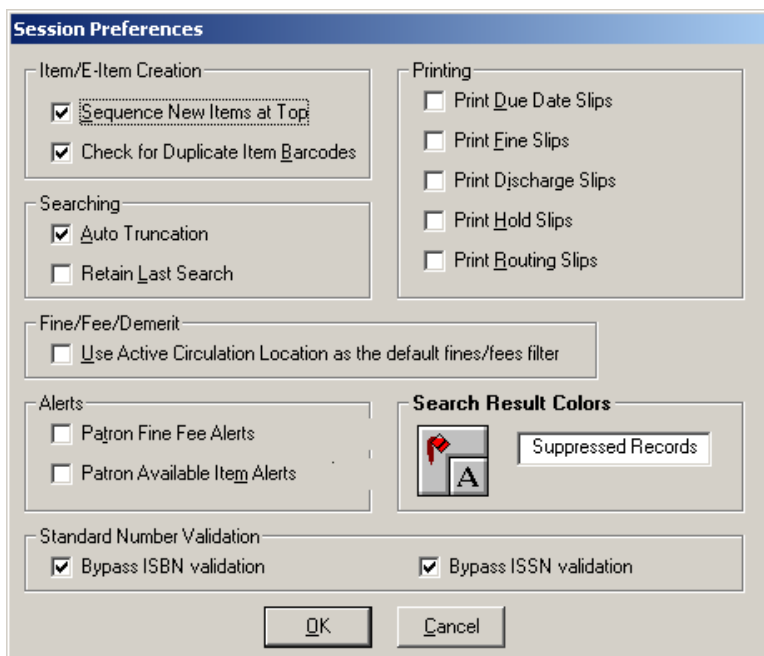 Session Preferences
Item/E-Item Creation
Sequence New Items at Top
Check for Duplicate Item Barcodes
Searching
Auto Truncation
Retain Last Search
Printing
Print Due Date Slips
Print Fine Slips
Print Discharge Slips
Print Hold Slips
Print Routing Slips
Fine/Fee/Demerit
Use Active Circulation Location as the default fines/fees filter
Alerts
Patron Fine Fee Alerts
Patron Available Item Alerts
Search Result Colors
A
Suppressed Records
Standard Number Validation
Bypass ISBN validation
Bypass ISSN validation
OK
Cancel